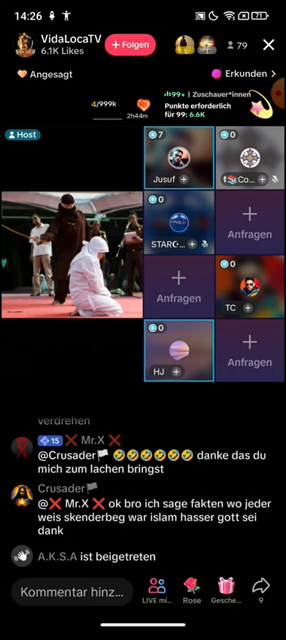 14:26
71
VidaLocaTV
6.1K Likes
+ Folgen
79
Angesagt
Erkunden >
4/999k
2h44m
99+ | Zuschauer*innen
Punkte erforderlich
für 99: 6.6K
Host
7
Jusuf
0
Co...
0
Anfragen
Anfragen
0
TC
0
HJ
Anfragen
verdrehen
15 ❌ Mr.X ❌
@Crusader🏴 🤣🤣🤣🤣🤣🤣 danke das du
mich zum lachen bringst
Crusader🏴
@❌ Mr.X ❌ ok bro ich sage fakten wo jeder
weis skenderbeg war islam hasser gott sei
dank
A.K.S.A ist beigetreten
Kommentar hinz...
LIVE mi...
Rose
Gesche...
9